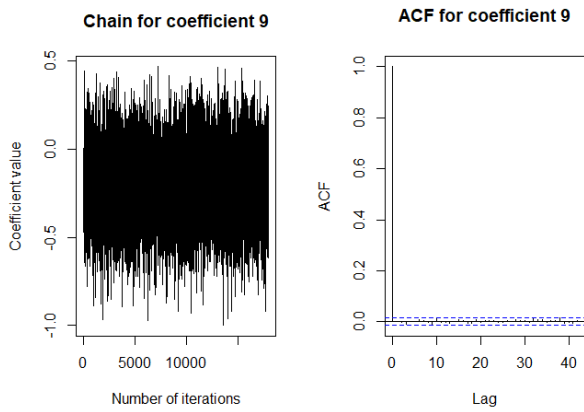 Chain for coefficient 9
Coefficient value
0.5
0.0
-0.5
-1.0
0 5000 10000
Number of iterations
ACF for coefficient 9
ACF
1.0
0.8
0.6
0.4
0.2
0.0
0 10 20 30 40
Lag